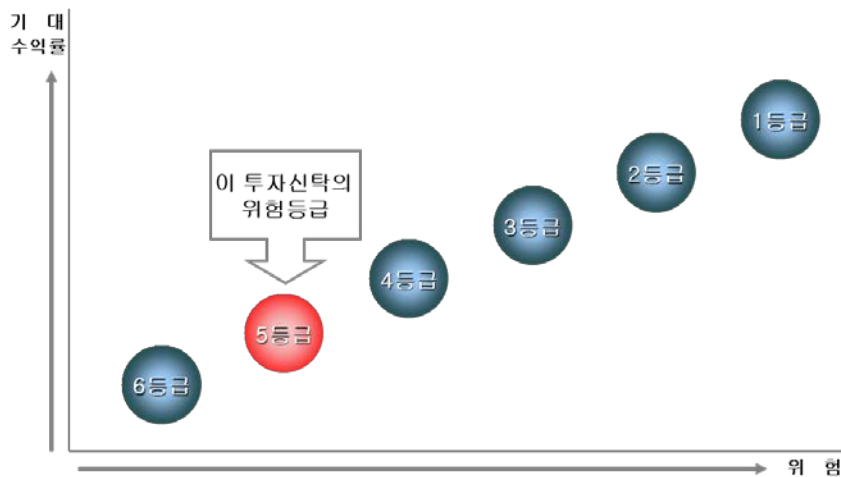 기 대
수익률
1등급
2등급
이 투자신탁의
위험등급
3등급
4등급
5등급
6등급
위 험